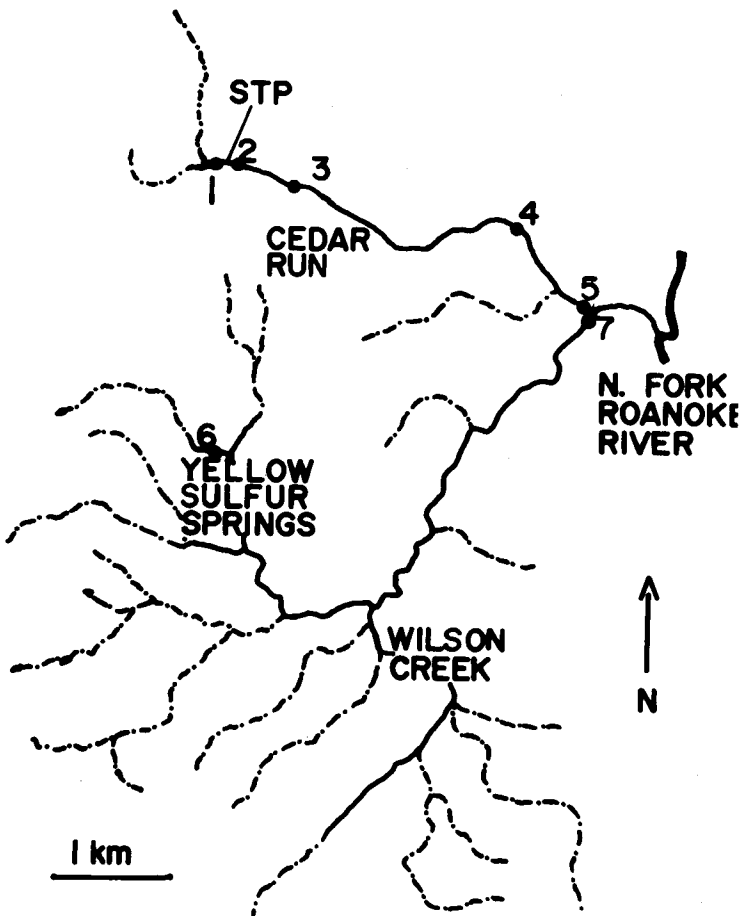 STP
2
3
1
CEDAR
RUN
4
5
7
N. FORK
ROANOKE
RIVER
6
YELLOW
SULFUR
SPRINGS
WILSON
CREEK
N
1 km